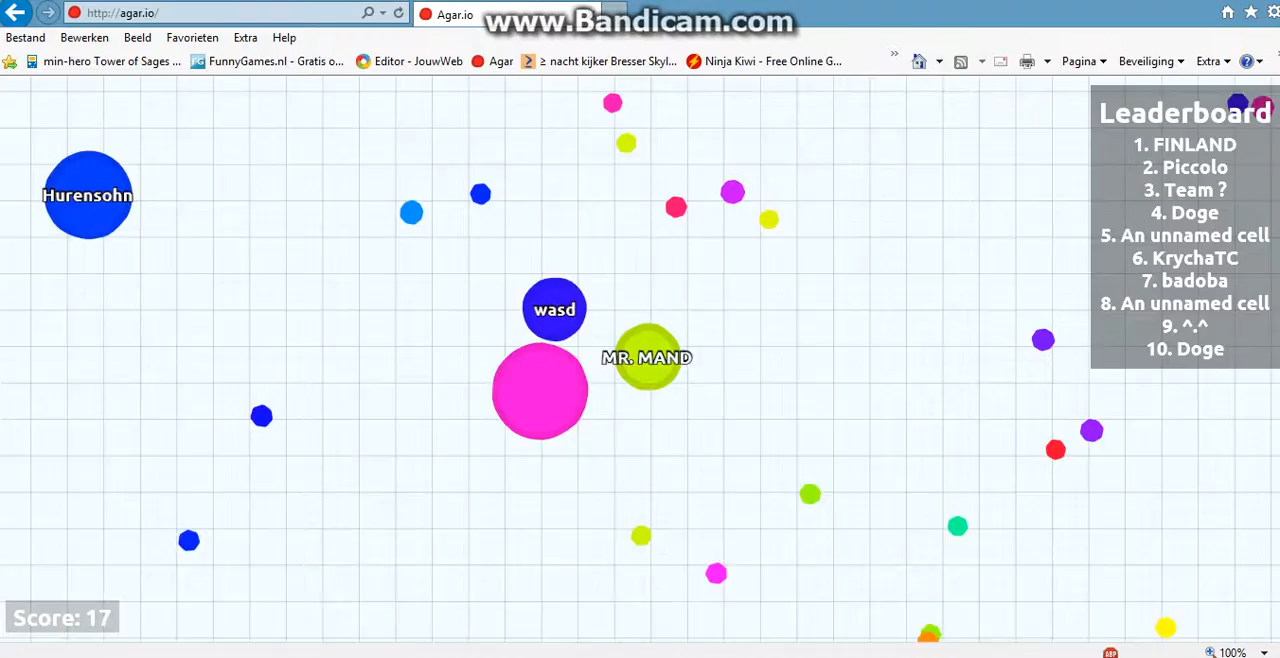 http://agar.io/
Agar.io
www.Bandicam.com
Bestand Bewerken Beeld Favorieten Extra Help
min-hero Tower of Sages ... FunnyGames.nl - Gratis o... Editor - JouwWeb Agar ≥ nacht kijker Bresser Skyl... Ninja Kiwi - Free Online G... » Pagina Beveiliging Extra
Leaderboard
1. FINLAND
2. Piccolo
3. Team ?
4. Doge
5. An unnamed cell
6. KrychaTC
7. badoba
8. An unnamed cell
9. ^.^
10. Doge
Hurensohn
wasd
MR. MAND
Score: 17
ABP
100%